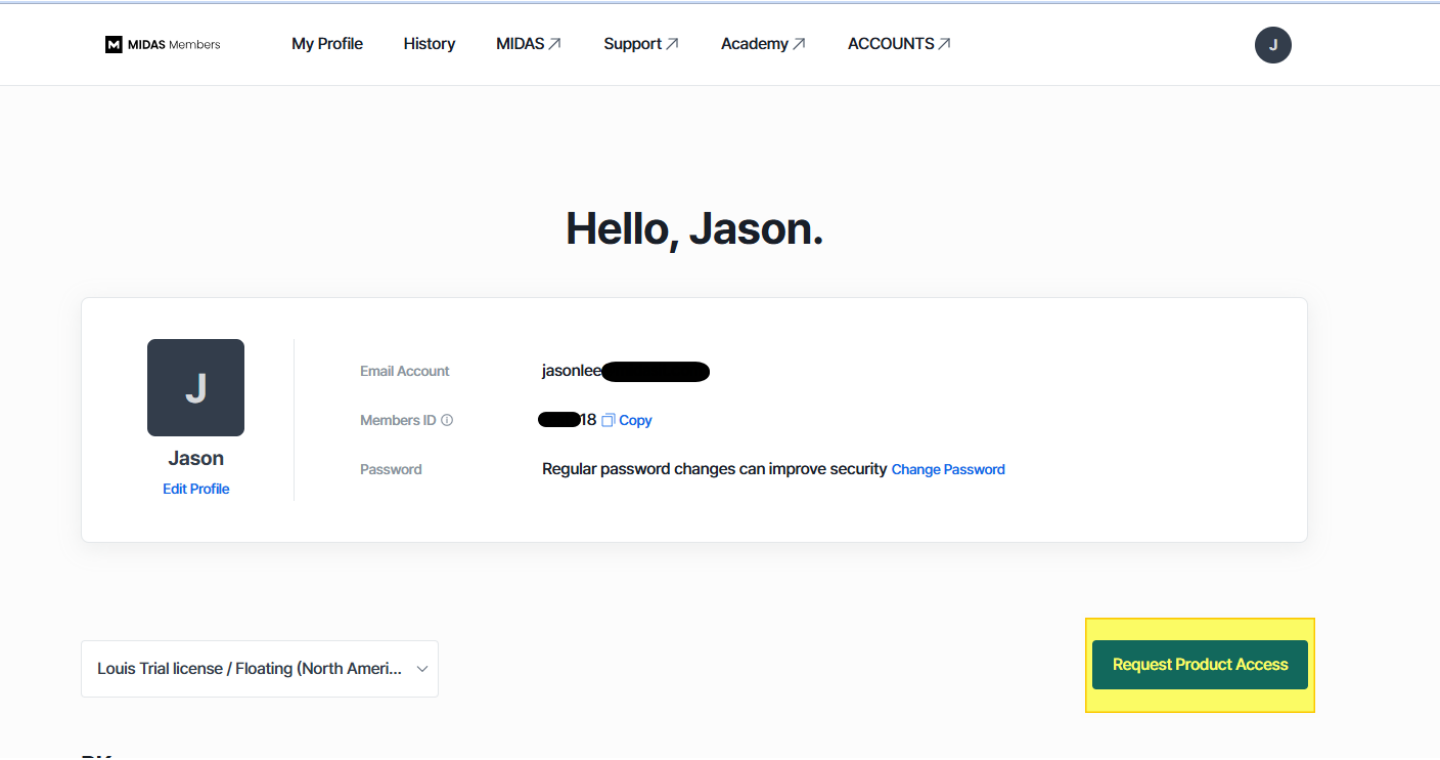 M MIDAS Members My Profile History MIDAS Support Academy ACCOUNTS J
Hello, Jason.
J
Jason
Edit Profile
Email Account jasonlee
Members ID 18 Copy
Password Regular password changes can improve security Change Password
Louis Trial license / Floating (North Ameri... Request Product Access